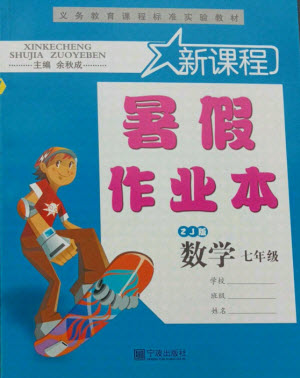 义务教育课程标准实验教材
XINKECHENG
SHUJIA ZUOYEBEN
主编 余秋成
新课程
暑假
作业本
ZJ版
数学 七年级
学校
班级
姓名
宁波出版社